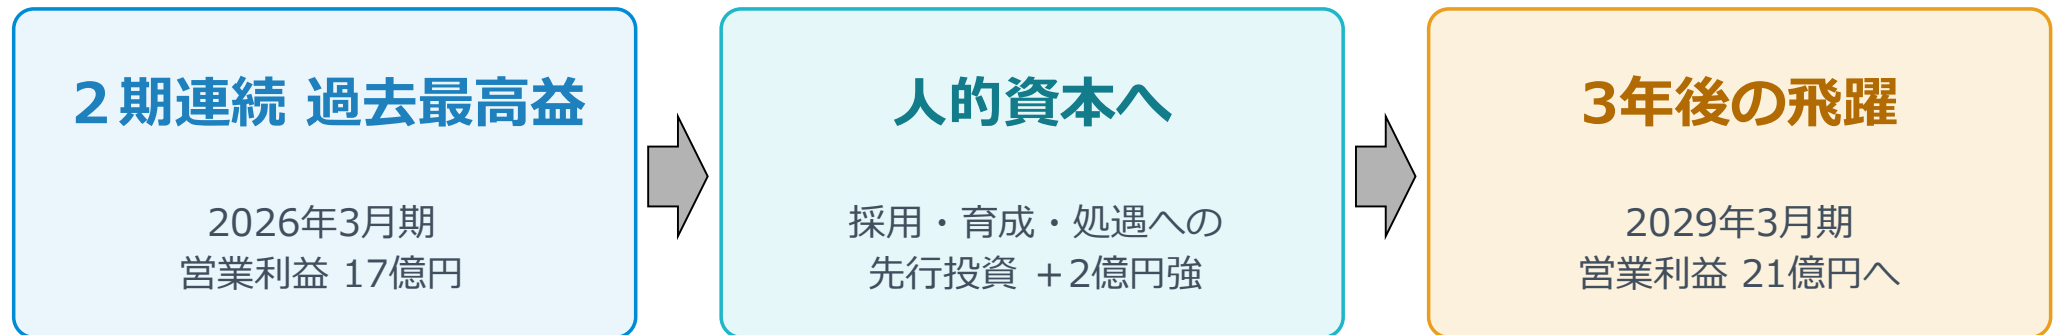 ２期連続 過去最高益
2026年3月期
営業利益 17億円
人的資本へ
採用・育成・処遇への
先行投資 ＋2億円強
3年後の飛躍
2029年3月期
営業利益 21億円へ